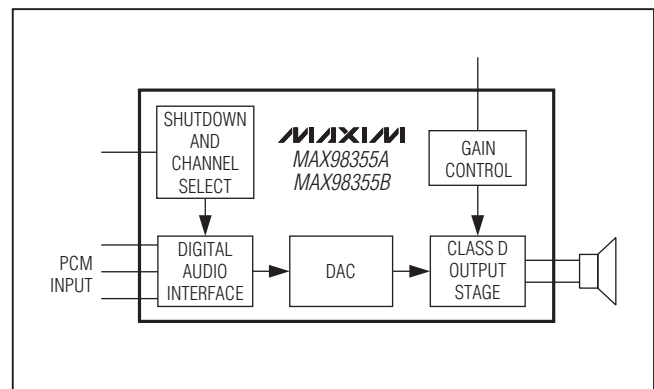 SHUTDOWN
AND
CHANNEL
SELECT
MAXIM
MAX98355A
MAX98355B
GAIN
CONTROL
PCM
INPUT
DIGITAL
AUDIO
INTERFACE
DAC
CLASS D
OUTPUT
STAGE